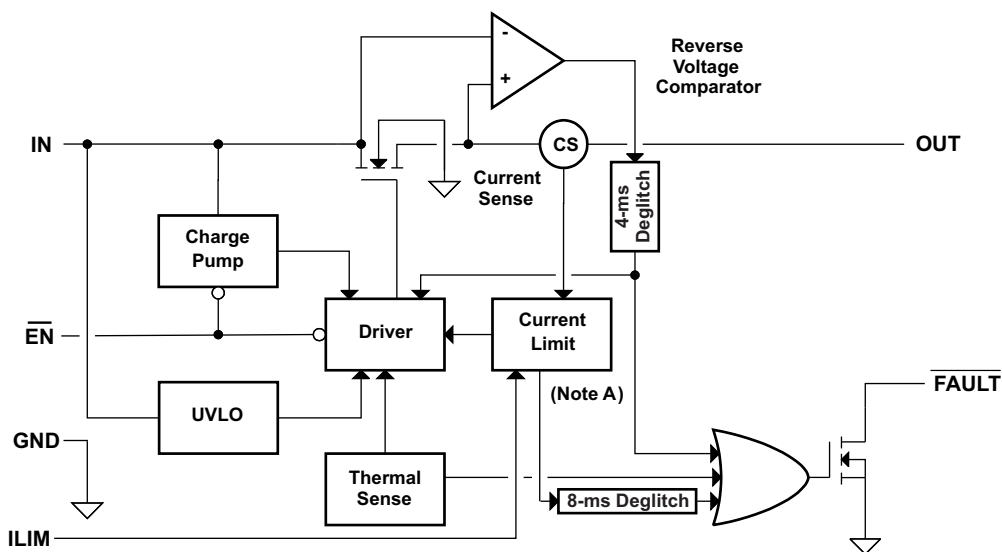 -
Reverse
Voltage
Comparator
+
IN
CS
OUT
Current
Sense
4-ms
Deglitch
Charge
Pump
EN
Driver
Current
Limit
(Note A)
FAULT
UVLO
GND
Thermal
Sense
8-ms Deglitch
ILIM